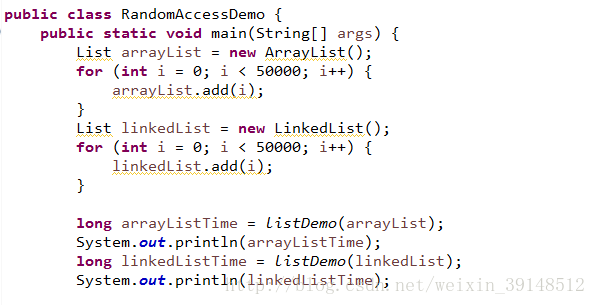 public class RandomAccessDemo {
    public static void main(String[] args) {
        List arrayList = new ArrayList();
        for (int i = 0; i < 50000; i++) {
            arrayList.add(i);
        }
        List linkedList = new LinkedList();
        for (int i = 0; i < 50000; i++) {
            linkedList.add(i);
        }

        long arrayListTime = listDemo(arrayList);
        System.out.println(arrayListTime);
        long linkedListTime = listDemo(linkedList);
        System.out.println(linkedListTime);
http://blog.csdn.net/weixin_39148512